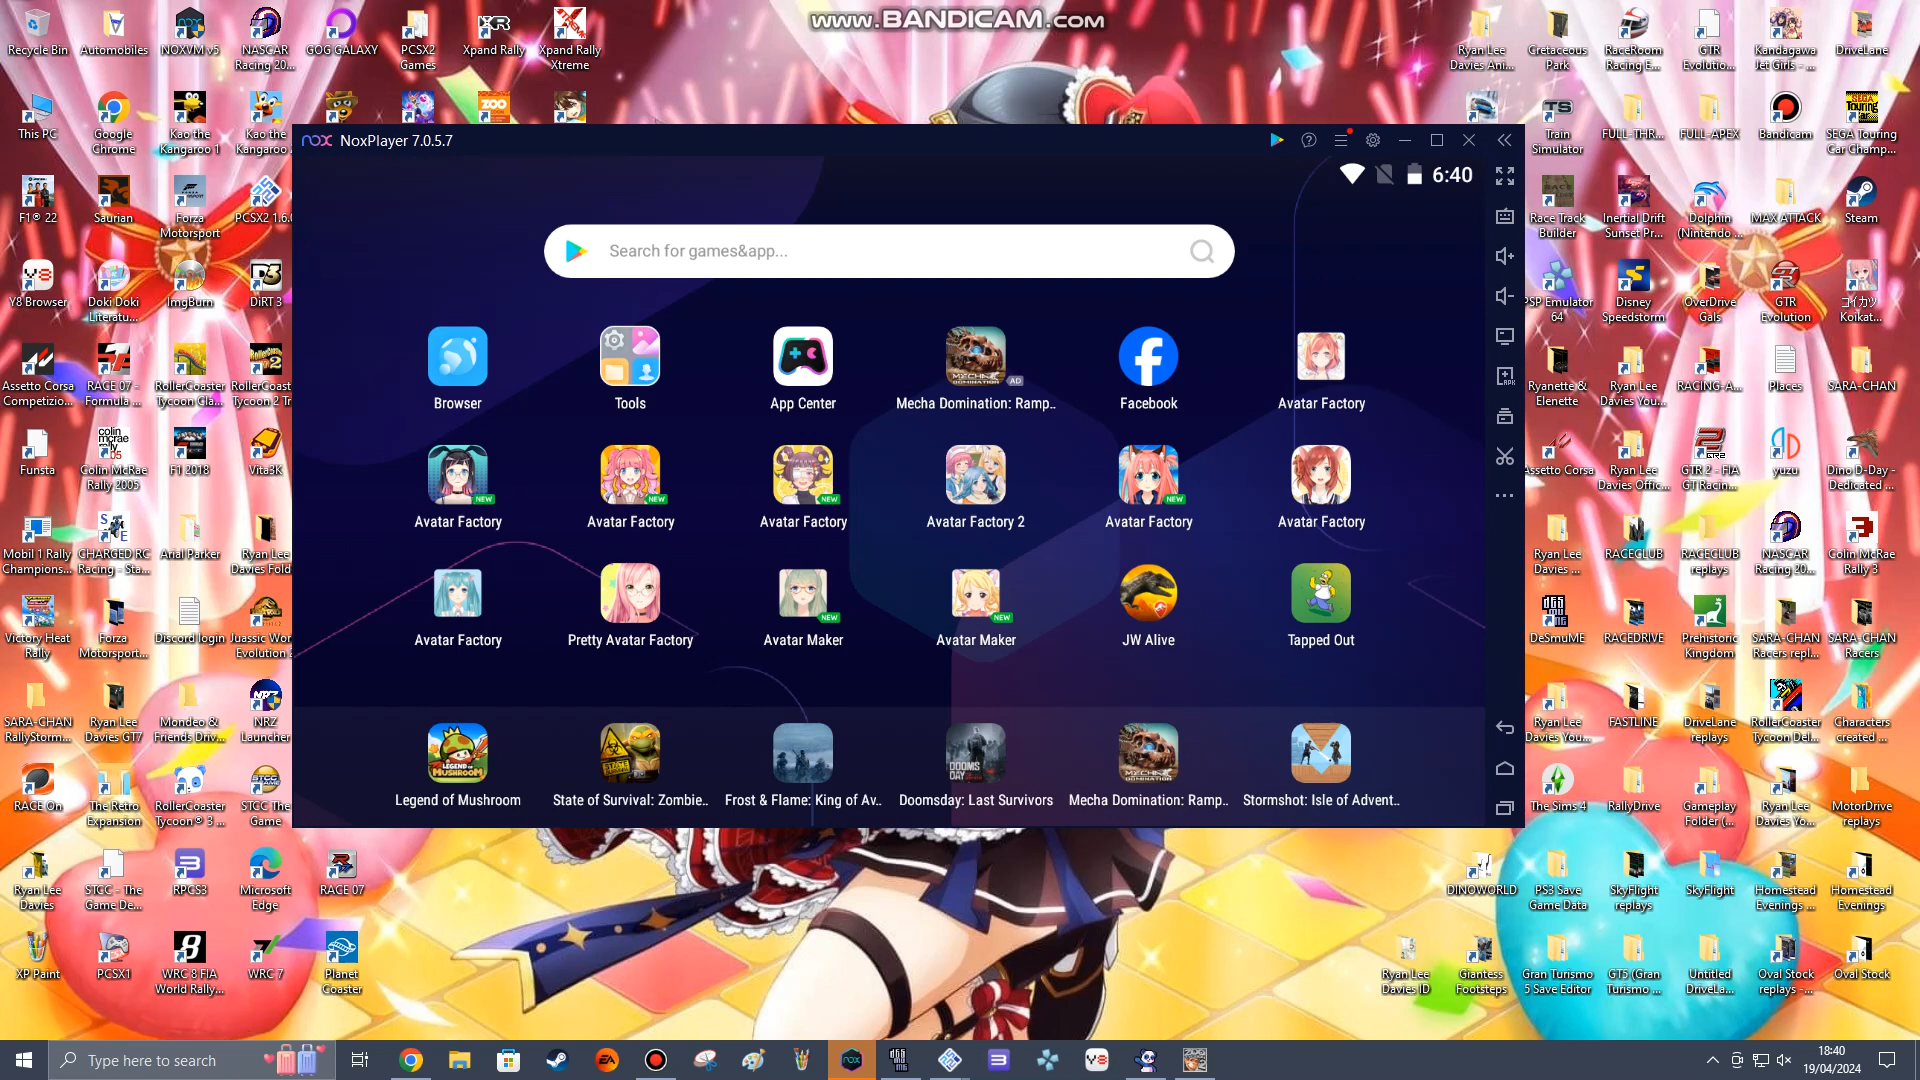 www.BANDICAM.com
Recycle Bin
Automobiles
NOXVM v5
NASCAR
Racing 20...
GOG GALAXY
PCSX2
Games
Xpand Rally
Xpand Rally
Xtreme
Ryan Lee
Davies Ani...
Cretaceous
Park
RaceRoom
Racing E...
GTR
Evolutio...
Kandagawa
Jet Girls - ...
DriveLane
This PC
Google
Chrome
Kao the
Kangaroo 1
Kao the
Kangaroo
Train
Simulator
FULL-THR...
FULL-APEX
Bandicam
SEGA Touring
Car Champ...
nox NoxPlayer 7.0.5.7
6:40
F1® 22
Saurian
Forza
Motorsport
PCSX2 1.6.0
Race Track
Builder
Inertial Drift
Sunset Pr...
Dolphin
(Nintendo ...
MAX ATTACK
Steam
Search for games&app...
Y8 Browser
Doki Doki
Literatu...
ImgBurn
DiRT 3
PSP Emulator
64
Disney
Speedstorm
OverDrive
Gals
GTR
Evolution
コイカツ
Koikat...
Browser
Tools
App Center
Mecha Domination: Ramp..
AD
Facebook
Avatar Factory
Assetto Corsa
Competizio...
RACE 07 -
Formula ...
RollerCoaster
Tycoon Cla...
RollerCoast
Tycoon 2 Tr
Ryanette &
Elenette
Ryan Lee
Davies You...
RACING-A...
Places
SARA-CHAN
Funsta
Colin McRae
Rally 2005
F1 2018
Vita3K
Assetto Corsa
Ryan Lee
Davies Offic...
GTR 2 - FIA
GT Racin...
yuzu
Dino D-Day -
Dedicated ...
NEW
NEW
NEW
NEW
Avatar Factory
Avatar Factory
Avatar Factory
Avatar Factory 2
Avatar Factory
Avatar Factory
Mobil 1 Rally
Champions...
CHARGED RC
Racing - Sta...
Arial Parker
Ryan Lee
Davies Fold
Ryan Lee
Davies ...
RACECLUB
RACECLUB
replays
NASCAR
Racing 20...
Colin McRae
Rally 3
NEW
NEW
Avatar Factory
Pretty Avatar Factory
Avatar Maker
Avatar Maker
JW Alive
Tapped Out
Victory Heat
Rally
Forza
Motorsport...
Discord login
Juassic Wor
Evolution 2
DeSmuME
RACEDRIVE
Prehistoric
Kingdom
SARA-CHAN
Racers repl...
SARA-CHAN
Racers
SARA-CHAN
RallyStorm...
Ryan Lee
Davies GT7
Mondeo &
Friends Driv...
NRZ
Launcher
Ryan Lee
Davies You...
FASTLINE
DriveLane
replays
RollerCoaster
Tycoon Del...
Characters
created ...
Legend of Mushroom
State of Survival: Zombie..
Frost & Flame: King of Av..
Doomsday: Last Survivors
Mecha Domination: Ramp..
Stormshot: Isle of Advent..
RACE On
The Retro
Expansion
RollerCoaster
Tycoon® 3 ...
STCC The
Game
The Sims 4
RallyDrive
Gameplay
Folder (...
Ryan Lee
Davies Yo...
MotorDrive
replays
Ryan Lee
Davies
STCC - The
Game De...
RPCS3
Microsoft
Edge
RACE 07
DINOWORLD
PS3 Save
Game Data
SkyFlight
replays
SkyFlight
Homestead
Evenings ...
Homestead
Evenings
XP Paint
PCSX1
WRC 8 FIA
World Rally...
WRC 7
Planet
Coaster
Ryan Lee
Davies ID
Giantess
Footsteps
Gran Turismo
5 Save Editor
GT5 (Gran
Turismo ...
Untitled
DriveLa...
Oval Stock
replays -...
Oval Stock
Type here to search
18:40
19/04/2024